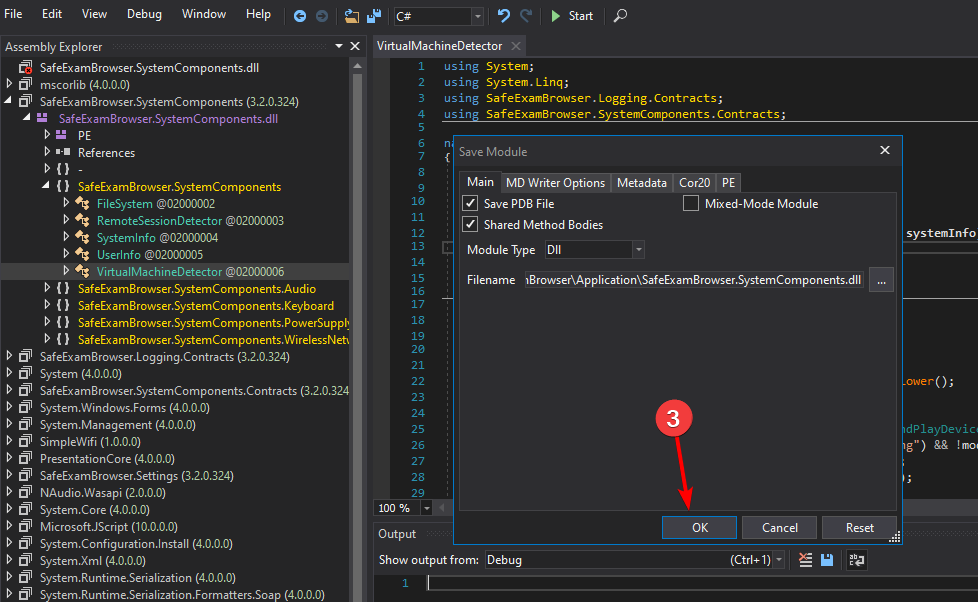 File Edit View Debug Window Help C# Start
Assembly Explorer
SafeExamBrowser.SystemComponents.dll
mscorlib (4.0.0.0)
SafeExamBrowser.SystemComponents (3.2.0.324)
SafeExamBrowser.SystemComponents.dll
PE
References
{ } -
{ } SafeExamBrowser.SystemComponents
FileSystem @02000002
RemoteSessionDetector @02000003
SystemInfo @02000004
UserInfo @02000005
VirtualMachineDetector @02000006
{ } SafeExamBrowser.SystemComponents.Audio
{ } SafeExamBrowser.SystemComponents.Keyboard
{ } SafeExamBrowser.SystemComponents.PowerSupply
{ } SafeExamBrowser.SystemComponents.WirelessNetw
SafeExamBrowser.Logging.Contracts (3.2.0.324)
System (4.0.0.0)
SafeExamBrowser.SystemComponents.Contracts (3.2.0.324
System.Windows.Forms (4.0.0.0)
System.Management (4.0.0.0)
SimpleWifi (1.0.0.0)
PresentationCore (4.0.0.0)
SafeExamBrowser.Settings (3.2.0.324)
NAudio.Wasapi (2.0.0.0)
System.Core (4.0.0.0)
Microsoft.JScript (10.0.0.0)
System.Configuration.Install (4.0.0.0)
System.Xml (4.0.0.0)
System.Runtime.Serialization (4.0.0.0)
System.Runtime.Serialization.Formatters.Soap (4.0.0.0)
VirtualMachineDetector
1 using System;
2 using System.Linq;
3 using SafeExamBrowser.Logging.Contracts;
4 using SafeExamBrowser.SystemComponents.Contracts;
5
6 na
7 {
8
9
10
11
12 systemInfo
13
14
15
16
17
18
19
20
21
22 Lower();
23
24
25 ndPlayDevic
26 ng") && !mod
27 ;
28 );
29
Save Module
Main MD Writer Options Metadata Cor20 PE
Save PDB File Mixed-Mode Module
Shared Method Bodies
Module Type Dll
Filename nBrowser\Application\SafeExamBrowser.SystemComponents.dll ...
3
OK Cancel Reset
100 %
Output
Show output from: Debug (Ctrl+1)
1